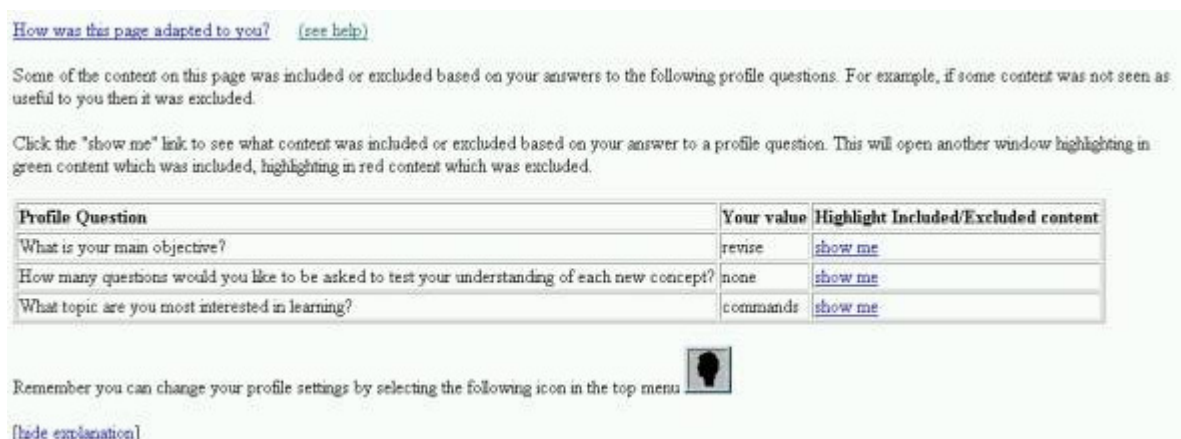 How was this page adapted to you? (see help)
Some of the content on this page was included or excluded based on your answers to the following profile questions. For example, if some content was not seen as
useful to you then it was excluded.
Click the "show me" link to see what content was included or excluded based on your answer to a profile question. This will open another window highlighting in
green content which was included, highlighting in red content which was excluded.
Profile Question Your value Highlight Included/Excluded content
What is your main objective? revise show me
How many questions would you like to be asked to test your understanding of each new concept? none show me
What topic are you most interested in learning? commands show me
Remember you can change your profile settings by selecting the following icon in the top menu
[hide explanation]